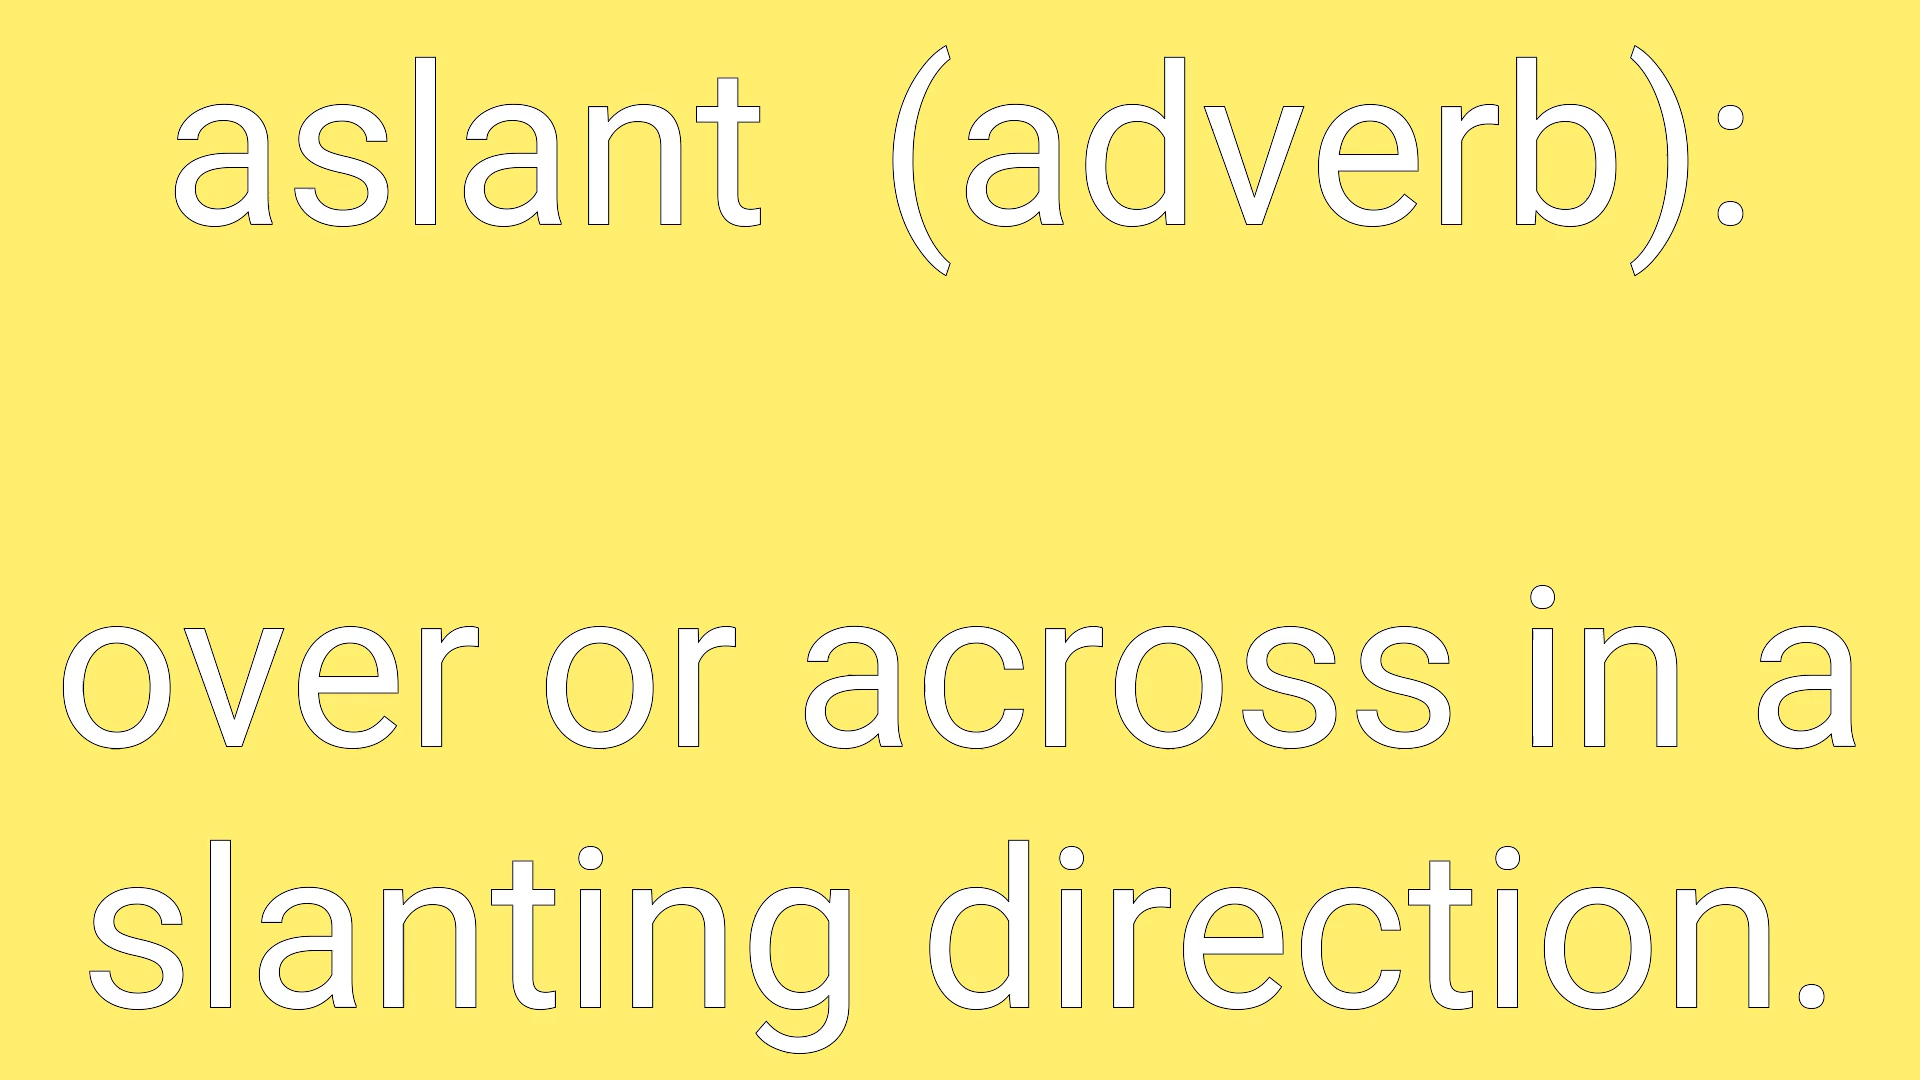 aslant (adverb):
over or across in a
slanting direction.